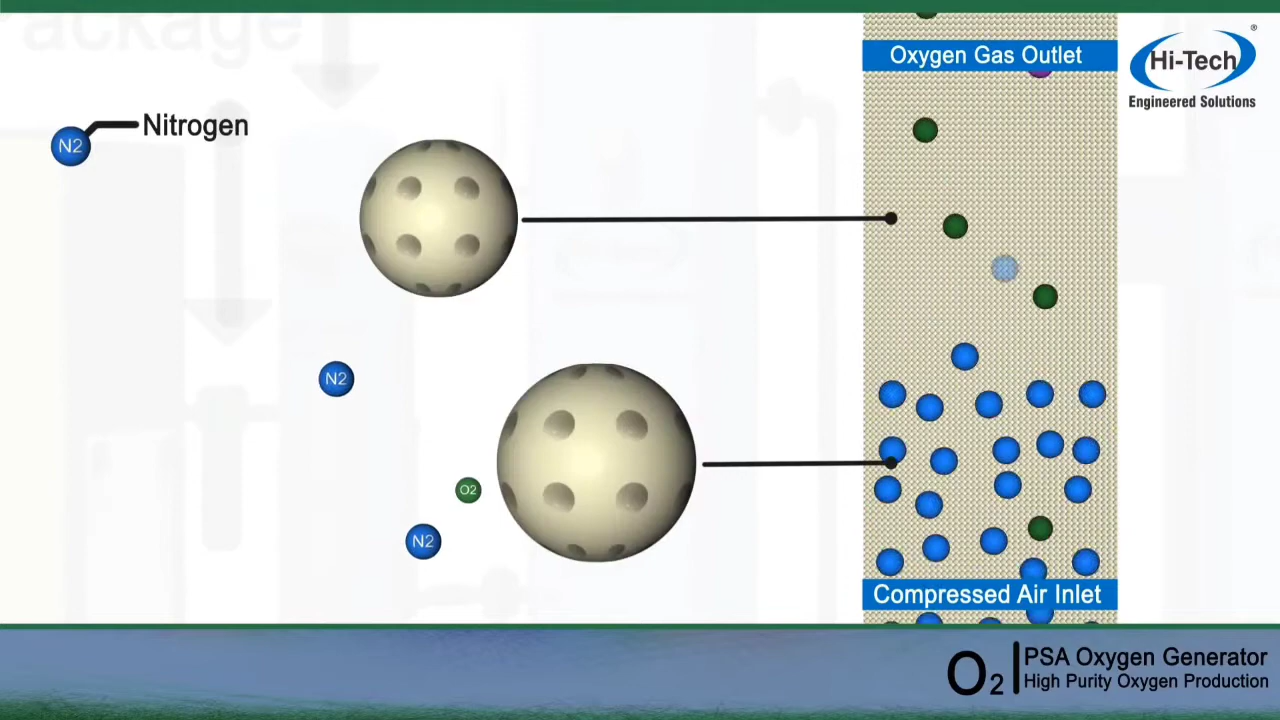 Package
Oxygen Gas Outlet
Hi-Tech
®
Engineered Solutions
Nitrogen
N2
N2
O2
N2
Compressed Air Inlet
O2
PSA Oxygen Generator
High Purity Oxygen Production